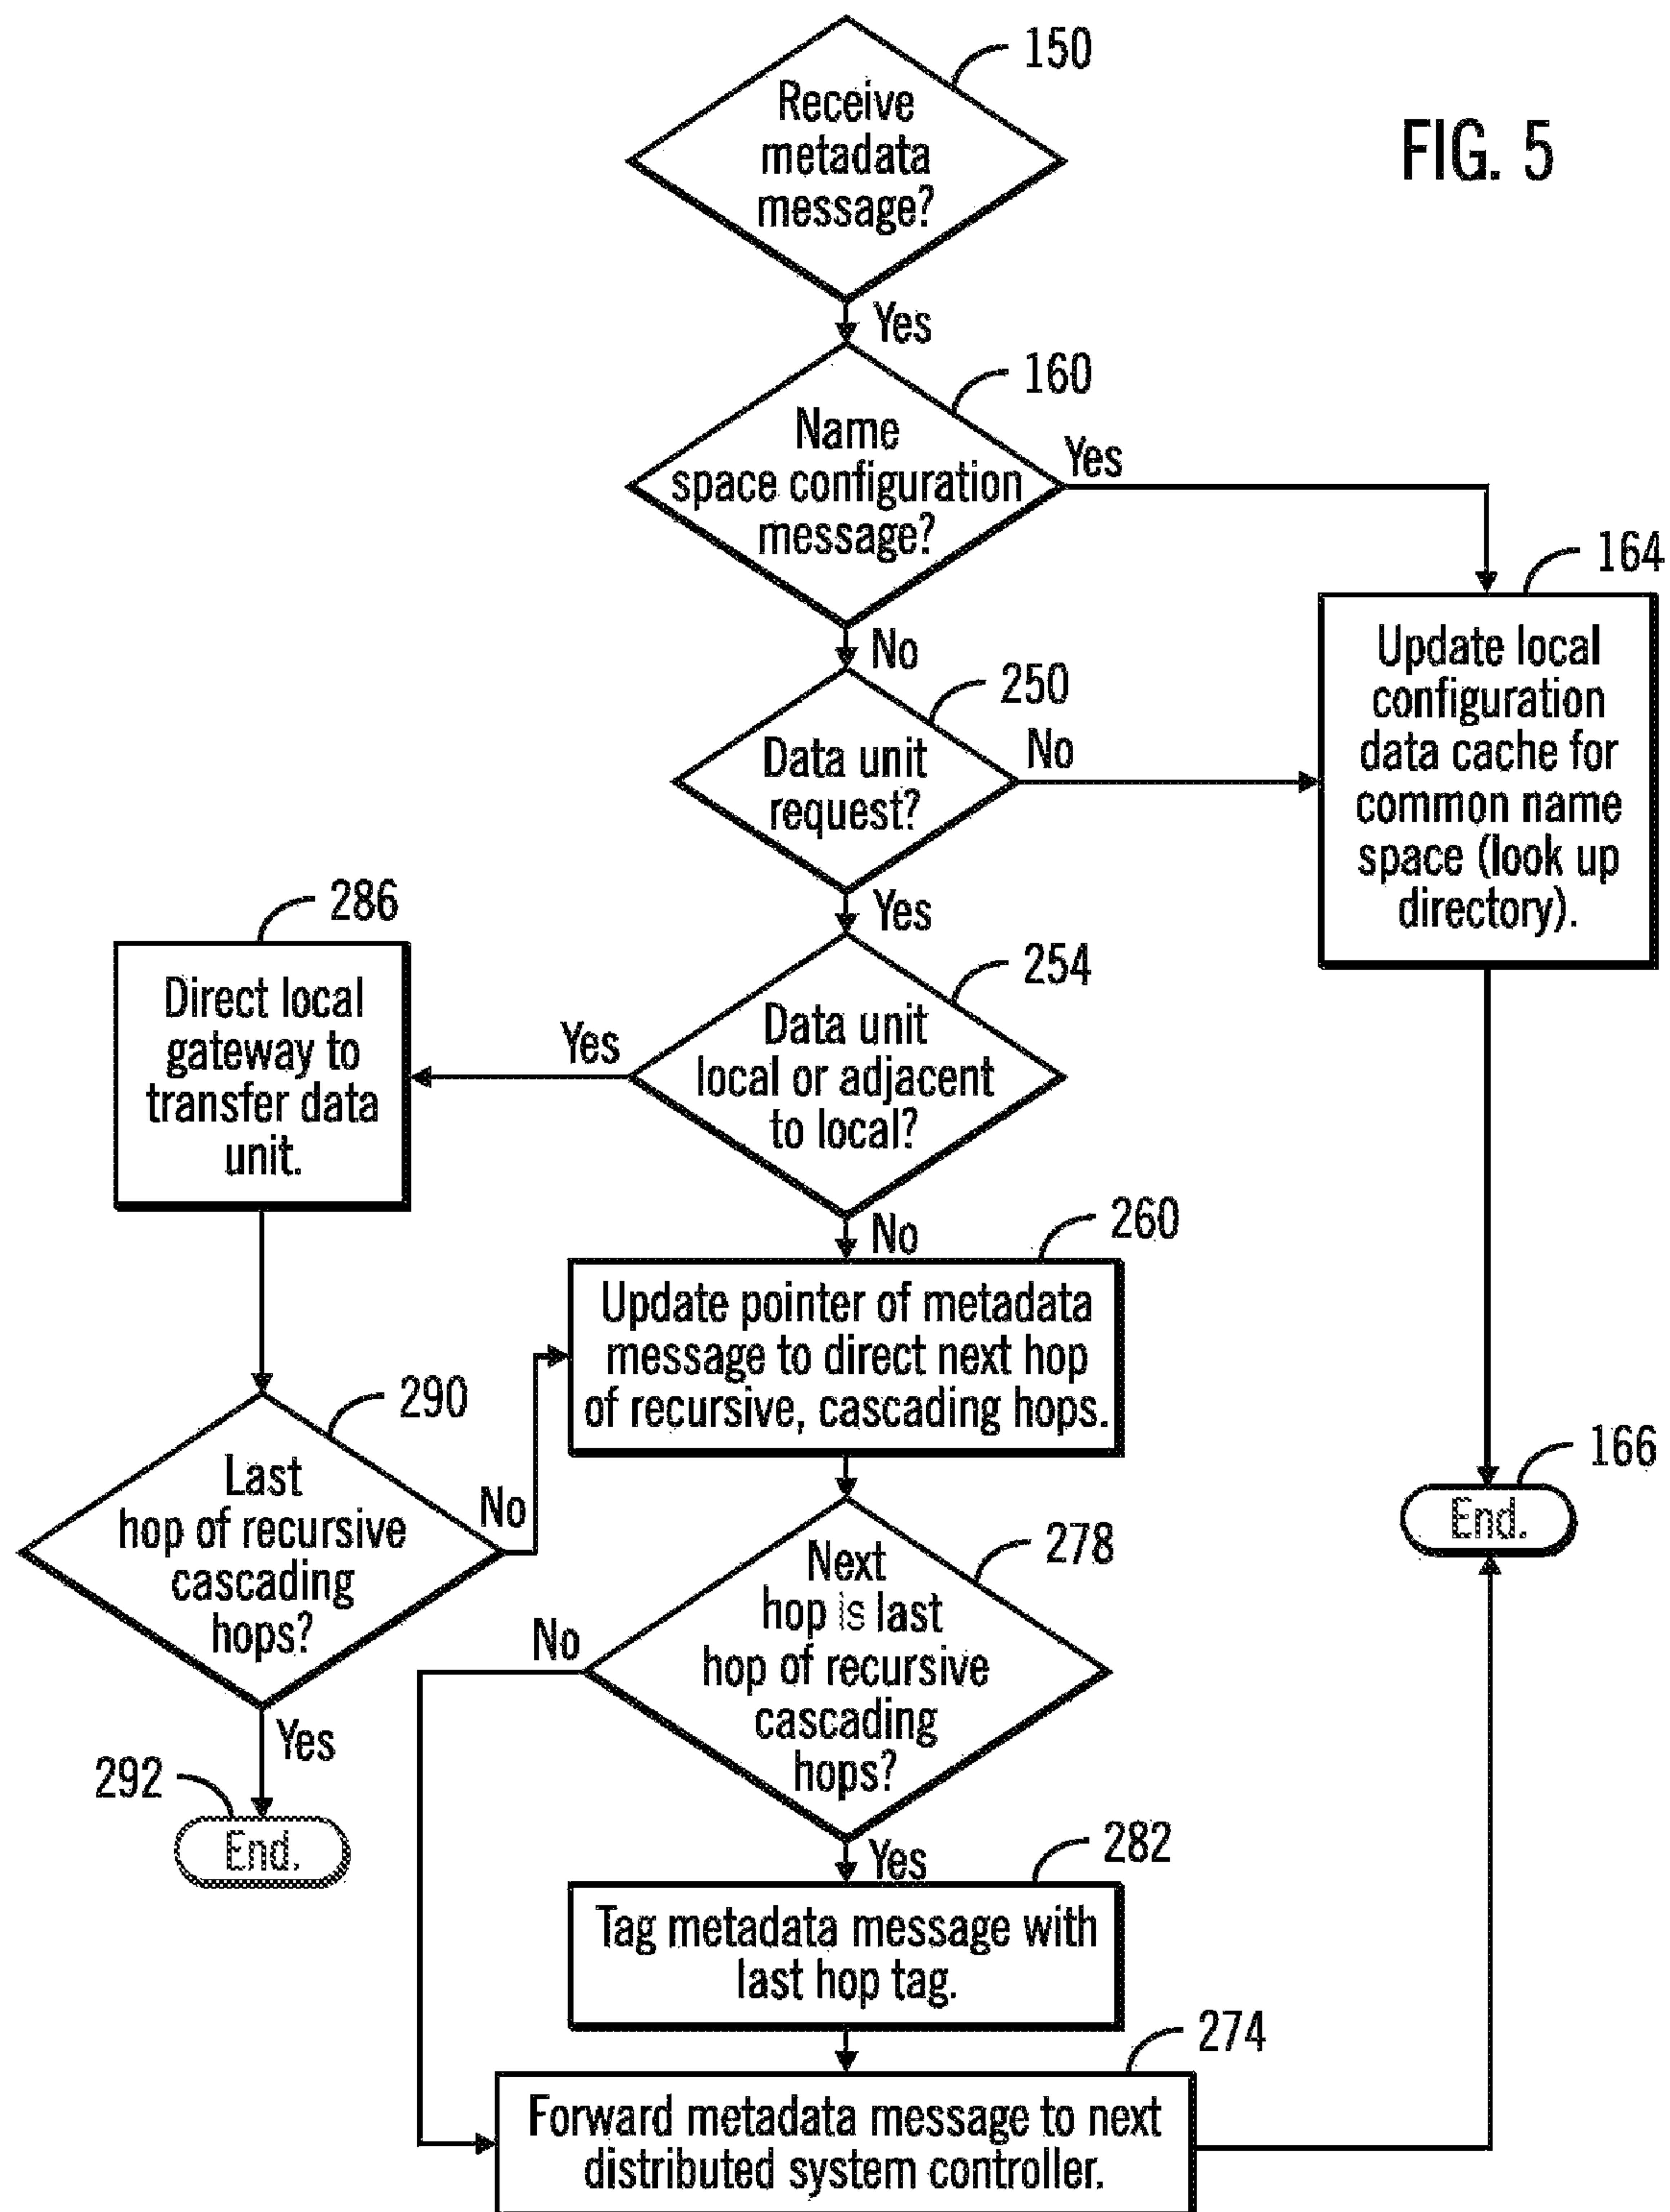 150
Receive
metadata
message?
FIG. 5
Yes
160
Name
space configuration
message?
Yes
164
Update local
configuration
data cache for
common name
space (look up
directory).
No
250
Data unit
request?
No
Yes
286
Direct local
gateway to
transfer data
unit.
254
Data unit
local or adjacent
to local?
Yes
No
260
Update pointer of metadata
message to direct next hop
of recursive, cascading hops.
290
Last
hop of recursive
cascading
hops?
No
166
End.
278
Next
hop is last
hop of recursive
cascading
hops?
No
Yes
292
End.
Yes
282
Tag metadata message with
last hop tag.
274
Forward metadata message to next
distributed system controller.